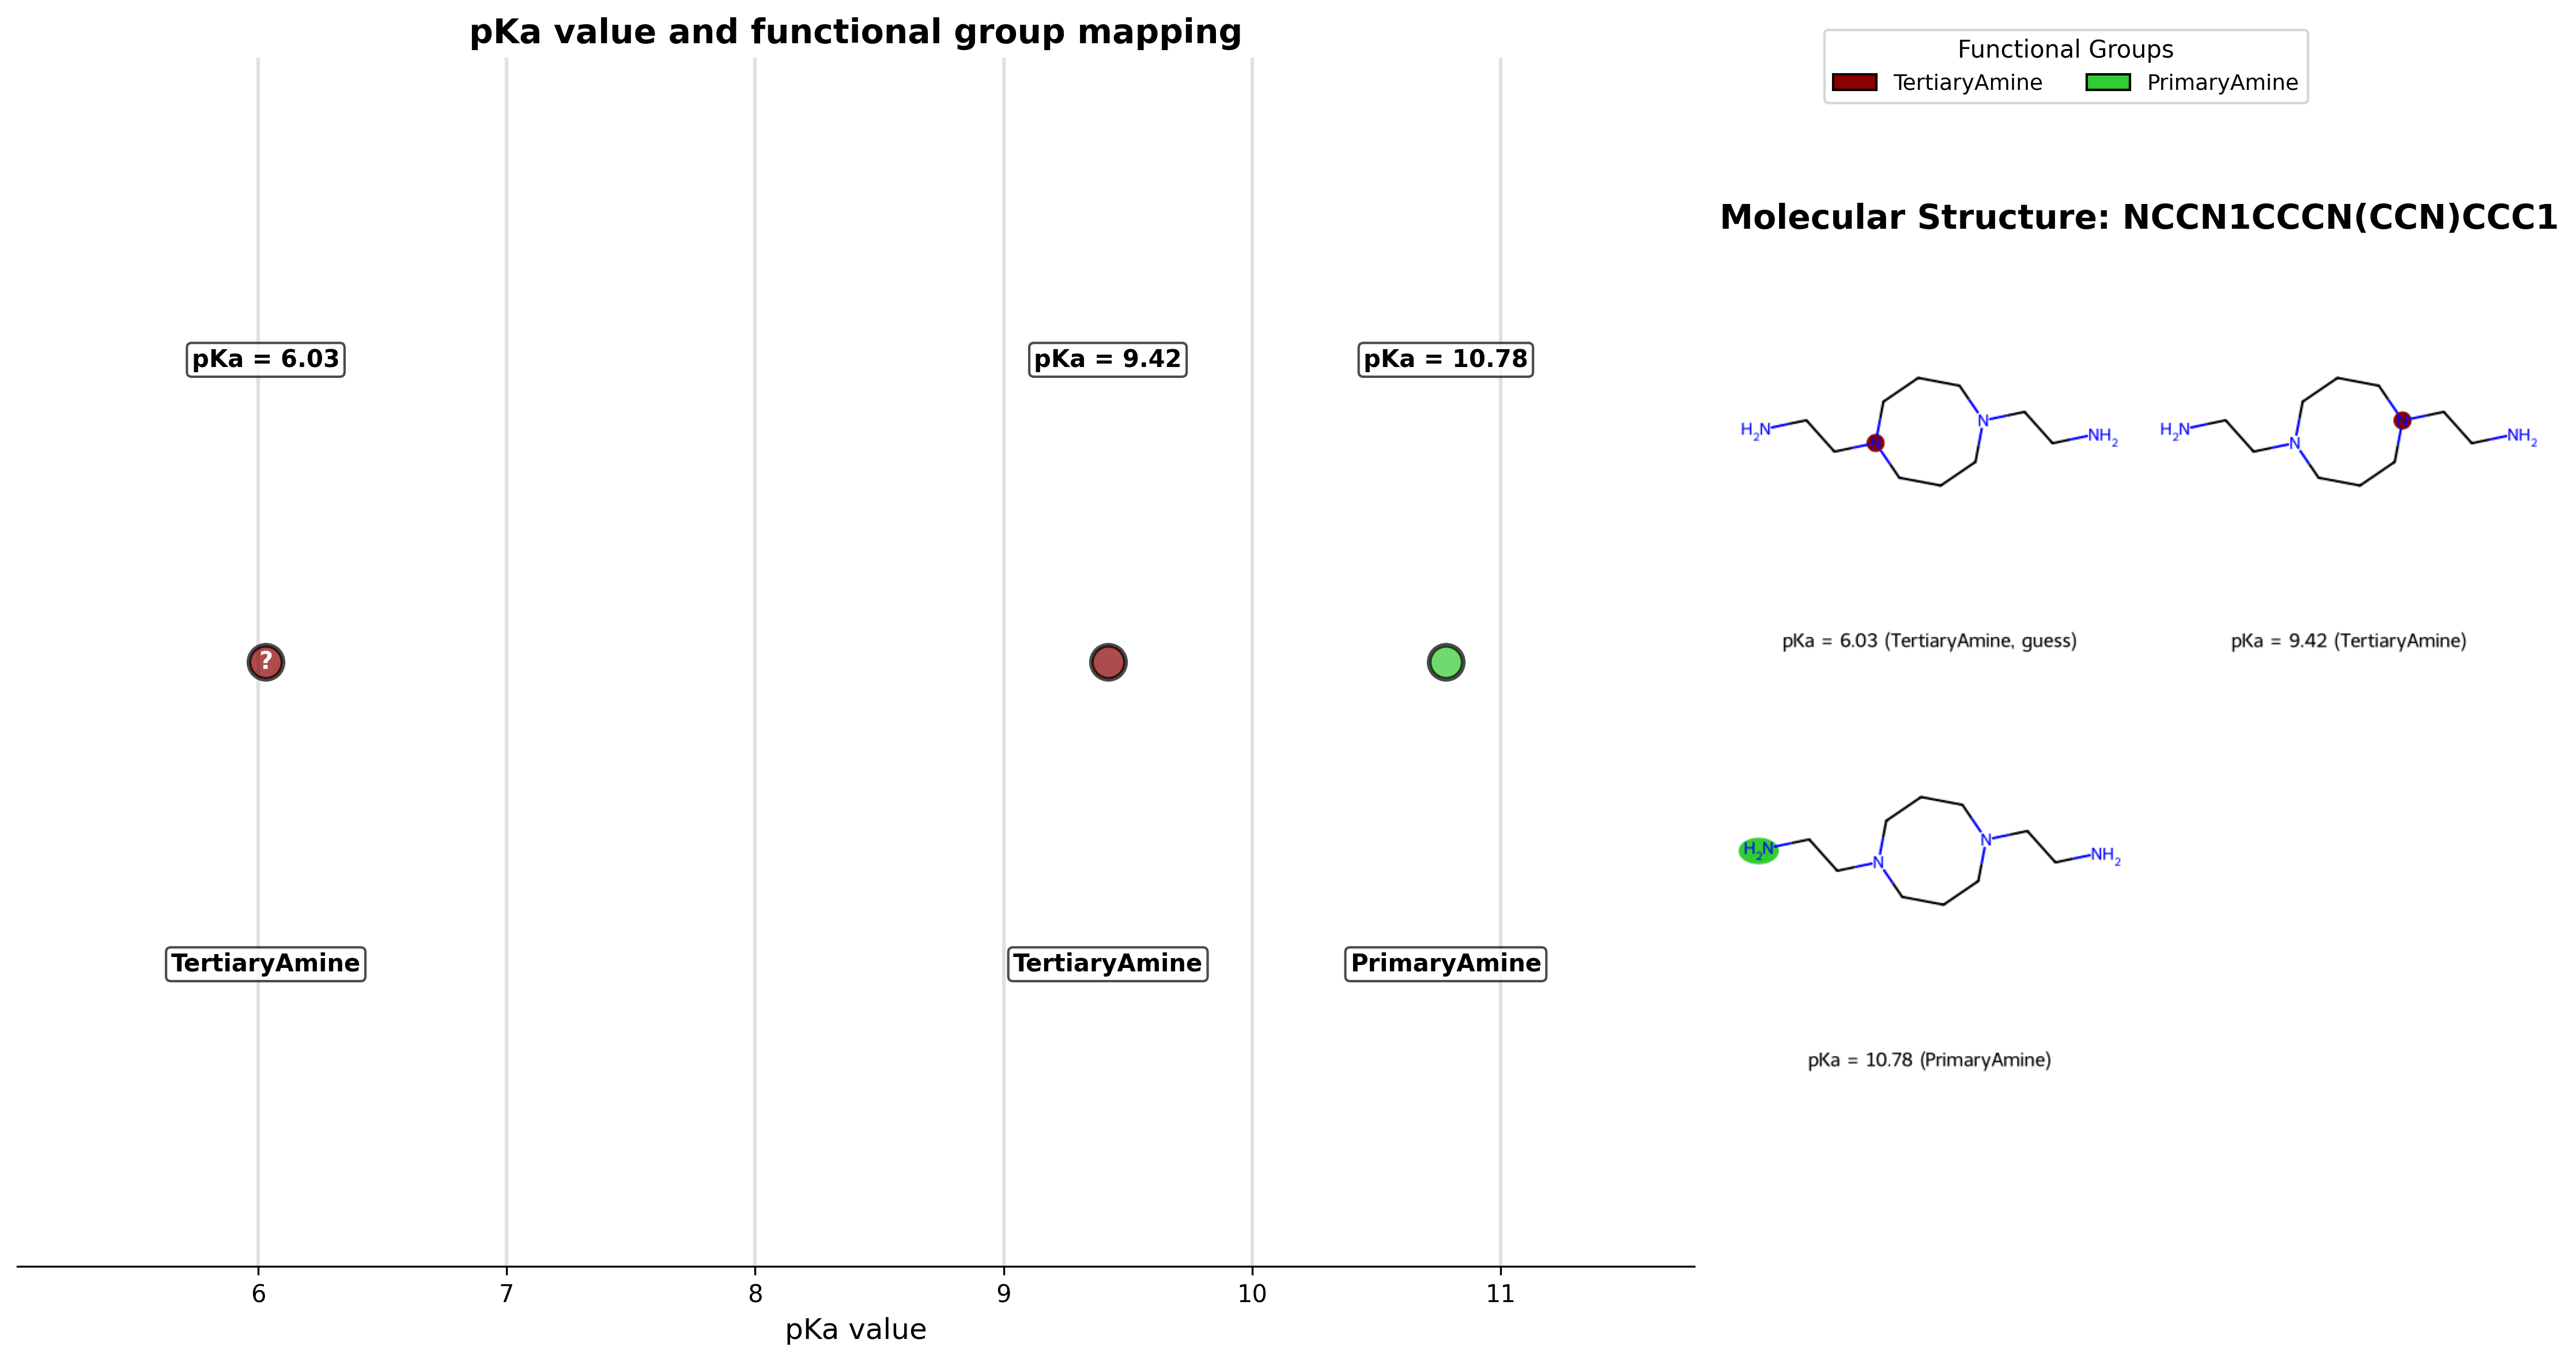 pKa value and functional group mapping
pKa = 6.03
pKa = 9.42
pKa = 10.78
?
TertiaryAmine
TertiaryAmine
PrimaryAmine
6
7
8
9
10
11
pKa value
Functional Groups
TertiaryAmine
PrimaryAmine
Molecular Structure: NCCN1CCCN(CCN)CCC1
H2N
N
N
NH2
H2N
N
N
NH2
pKa = 6.03 (TertiaryAmine, guess)
pKa = 9.42 (TertiaryAmine)
H2N
N
N
NH2
pKa = 10.78 (PrimaryAmine)